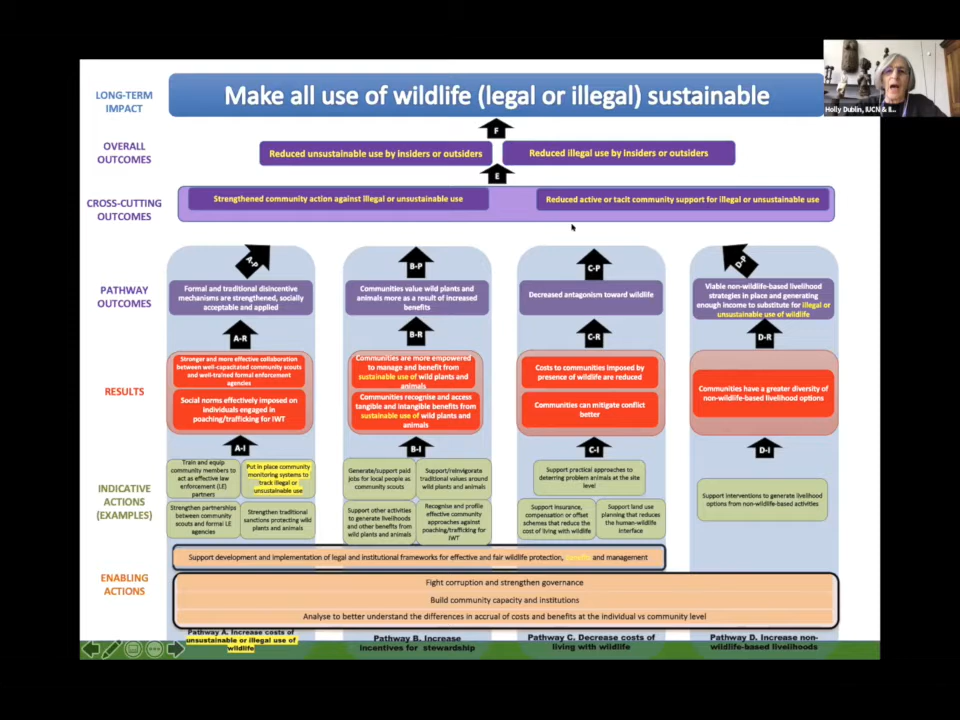 Holly Dublin, IUCN & II...
LONG-TERM
IMPACT
Make all use of wildlife (legal or illegal) sustainable
F
OVERALL
OUTCOMES
Reduced unsustainable use by insiders or outsiders
Reduced illegal use by insiders or outsiders
E
CROSS-CUTTING
OUTCOMES
Strengthened community action against illegal or unsustainable use
Reduced active or tacit community support for illegal or unsustainable use
A-P
B-P
C-P
D-P
PATHWAY
OUTCOMES
Formal and traditional disincentive
mechanisms are strengthened, socially
acceptable and applied
Communities value wild plants and
animals more as a result of increased
benefits
Decreased antagonism toward wildlife
Viable non-wildlife-based livelihood
strategies in place and generating
enough income to substitute for illegal or
unsustainable use of wildlife
A-R
B-R
C-R
D-R
RESULTS
Stronger and more effective collaboration
between well-capacitated community scouts
and well-trained formal enforcement
agencies
Social norms effectively imposed on
individuals engaged in
poaching/trafficking for IWT
Communities are more empowered
to manage and benefit from
sustainable use of wild plants and
animals
Communities recognise and access
tangible and intangible benefits from
sustainable use of wild plants and
animals
Costs to communities imposed by
presence of wildlife are reduced
Communities can mitigate conflict
better
Communities have a greater diversity of
non-wildlife-based livelihood options
A-I
B-I
C-I
D-I
INDICATIVE
ACTIONS
(EXAMPLES)
Train and equip
community members to
act as effective law
enforcement (LE)
partners
Put in place community
monitoring systems to
track illegal or
unsustainable use
Strengthen partnerships
between community
scouts and formal LE
agencies
Strengthen traditional
sanctions protecting wild
plants and animals
Generate/support paid
jobs for local people as
community scouts
Support/reinvigorate
traditional values around
wild plants and animals
Support other activities
to generate livelihoods
and other benefits from
wild plants and animals
Recognise and profile
effective community
approaches against
poaching/trafficking for
IWT
Support practical approaches to
deterring problem animals at the site
level
Support insurance,
compensation or offset
schemes that reduce the
cost of living with wildlife
Support land use
planning that reduces
the human-wildlife
interface
Support interventions to generate livelihood
options from non-wildlife-based activities
ENABLING
ACTIONS
Support development and implementation of legal and institutional frameworks for effective and fair wildlife protection, and management
Fight corruption and strengthen governance
Build community capacity and institutions
Analyse to better understand the differences in accrual of costs and benefits at the individual vs community level
Pathway A. Increase costs of
unsustainable or illegal use of
wildlife
Pathway B. Increase
incentives for stewardship
Pathway C. Decrease costs of
living with wildlife
Pathway D. Increase non-
wildlife-based livelihoods